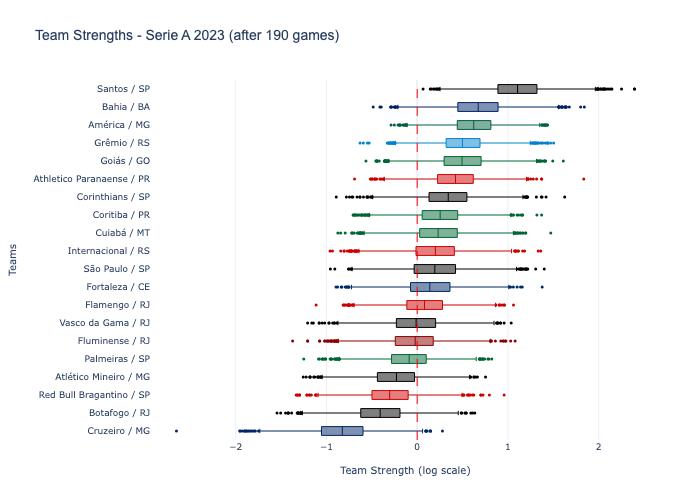 Team Strengths - Serie A 2023 (after 190 games)
Santos / SP
Bahia / BA
América / MG
Grêmio / RS
Goiás / GO
Athletico Paranaense / PR
Corinthians / SP
Coritiba / PR
Cuiabá / MT
Internacional / RS
São Paulo / SP
Fortaleza / CE
Flamengo / RJ
Vasco da Gama / RJ
Fluminense / RJ
Palmeiras / SP
Atlético Mineiro / MG
Red Bull Bragantino / SP
Botafogo / RJ
Cruzeiro / MG
Teams
−2 −1 0 1 2
Team Strength (log scale)